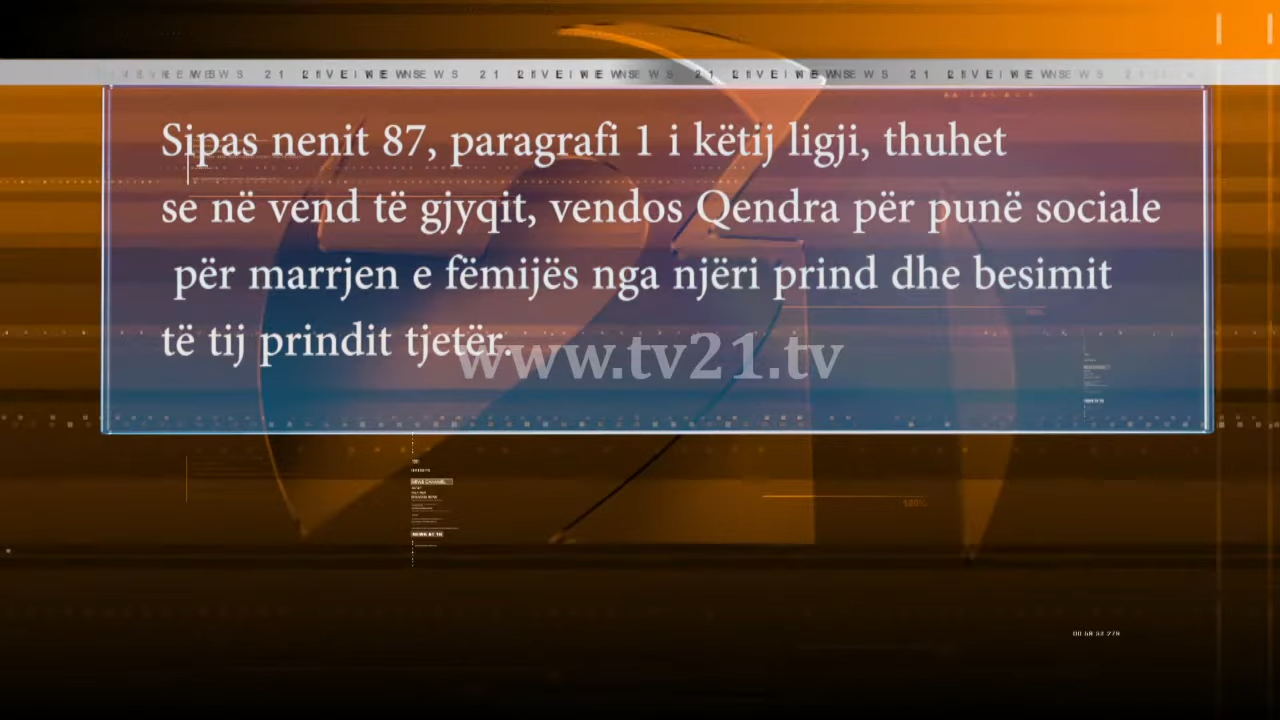 Sipas nenit 87, paragrafi 1 i këtij ligji, thuhet
se në vend të gjyqit, vendos Qendra për punë sociale
për marrjen e fëmijës nga njëri prind dhe besimit
të tij prindit tjetër.
www.tv21.tv